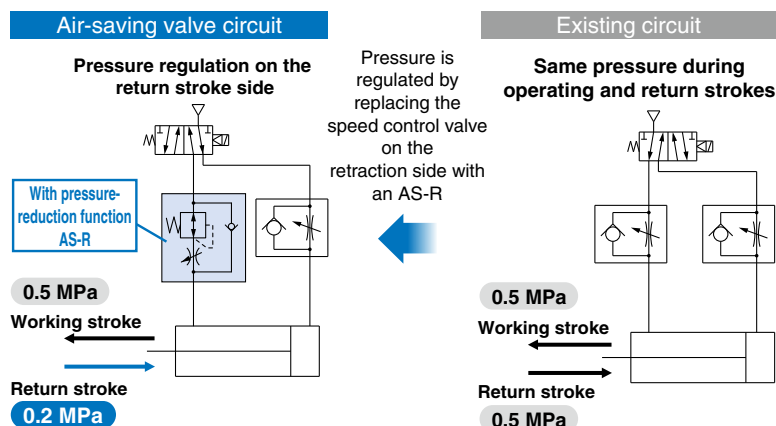 Air-saving valve circuit
Pressure regulation on the
return stroke side
With pressure-
reduction function
AS-R
0.5 MPa
Working stroke
Return stroke
0.2 MPa
Pressure is
regulated by
replacing the
speed control valve
on the
retraction side with
an AS-R
Existing circuit
Same pressure during
operating and return strokes
0.5 MPa
Working stroke
Return stroke
0.5 MPa